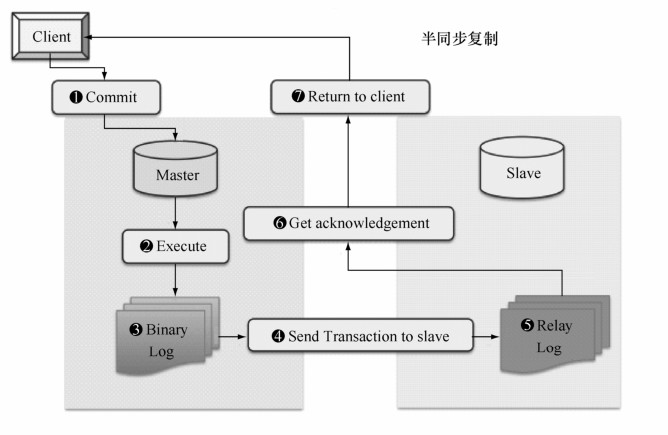 Client
半同步复制
❶ Commit
❼ Return to client
Master
Slave
❻ Get acknowledgement
❷ Execute
❸ Binary
Log
❹ Send Transaction to slave
❺ Relay
Log